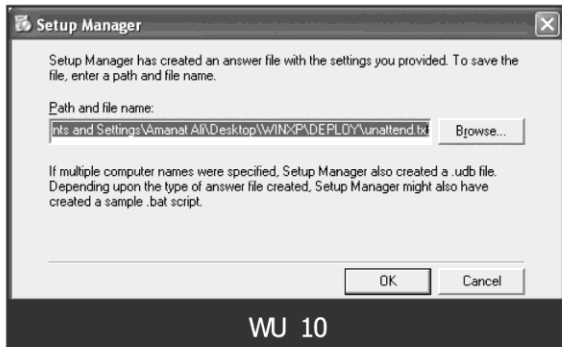 Setup Manager
Setup Manager has created an answer file with the settings you provided. To save the
file, enter a path and file name.
Path and file name:
nts and Settings\Amanat Ali\Desktop\WINXP\DEPLOY\unattend.txt
Browse...
If multiple computer names were specified, Setup Manager also created a .udb file.
Depending upon the type of answer file created, Setup Manager might also have
created a sample .bat script.
OK
Cancel
WU 10